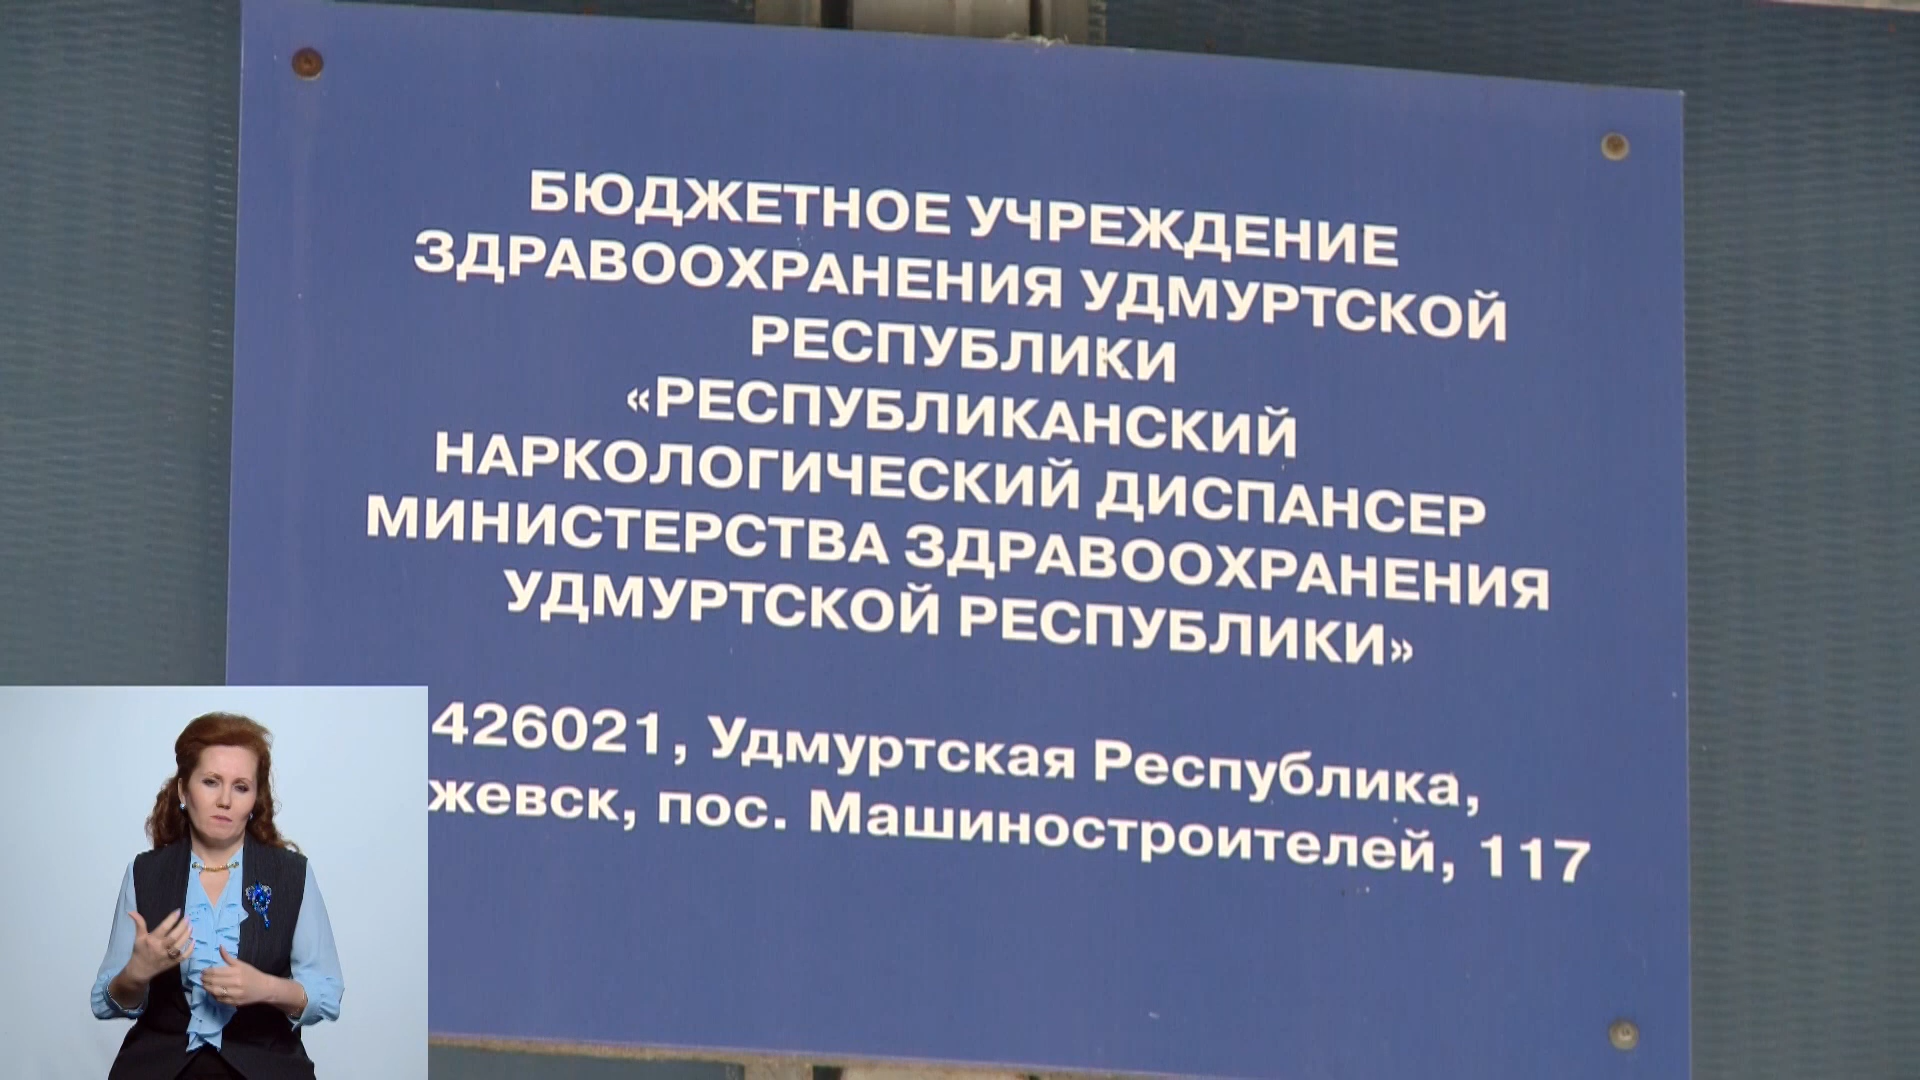 БЮДЖЕТНОЕ УЧРЕЖДЕНИЕ
ЗДРАВООХРАНЕНИЯ УДМУРТСКОЙ
РЕСПУБЛИКИ
«РЕСПУБЛИКАНСКИЙ
НАРКОЛОГИЧЕСКИЙ ДИСПАНСЕР
МИНИСТЕРСТВА ЗДРАВООХРАНЕНИЯ
УДМУРТСКОЙ РЕСПУБЛИКИ»
426021, Удмуртская Республика,
жевск, пос. Машиностроителей, 117